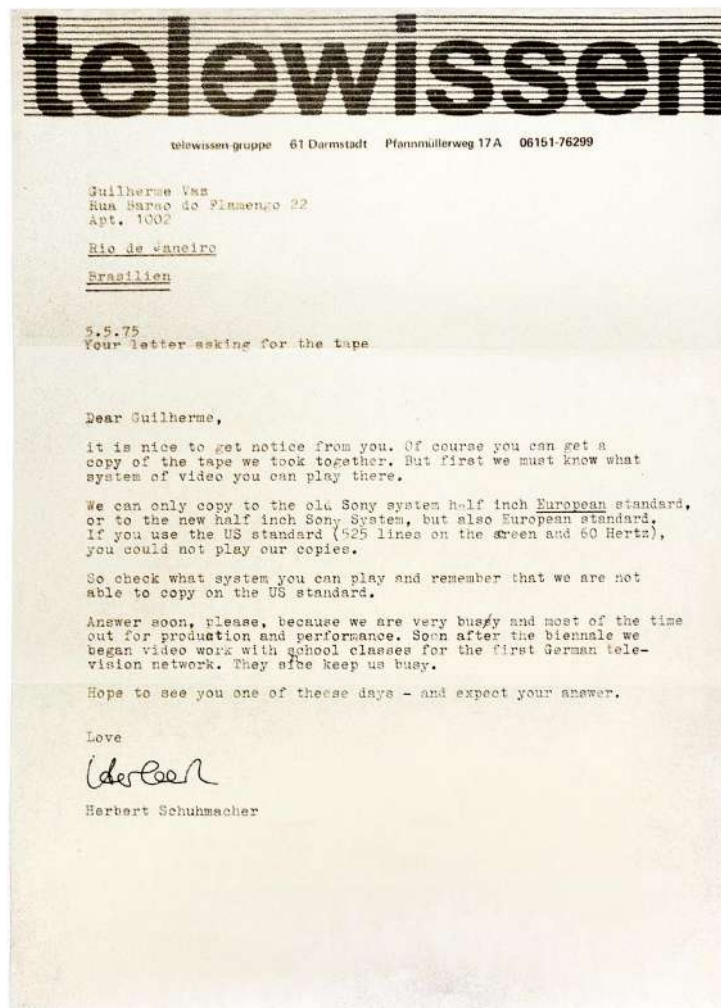 telewissen
telewissen-gruppe 61 Darmstadt Pfannmüllerweg 17A 06151-76299
Guilherme Vaz
Rua Barao do Flamengo 22
Apt. 1002
Rio de Janeiro
Brasilien
5.5.75
Your letter asking for the tape
Dear Guilherme,
it is nice to get notice from you. Of course you can get a
copy of the tape we took together. But first we must know what
system of video you can play there.
We can only copy to the old Sony system half inch European standard,
or to the new half inch Sony System, but also European standard.
If you use the US standard (525 lines on the screen and 60 Hertz),
you could not play our copies.
So check what system you can play and remember that we are not
able to copy on the US standard.
Answer soon, please, because we are very busy and most of the time
out for production and performance. Soon after the biennale we
began video work with school classes for the first German tele-
vision network. They keep us busy.
Hope to see you one of theese days - and expect your answer.
Love
Herbert
Herbert Schuhmacher